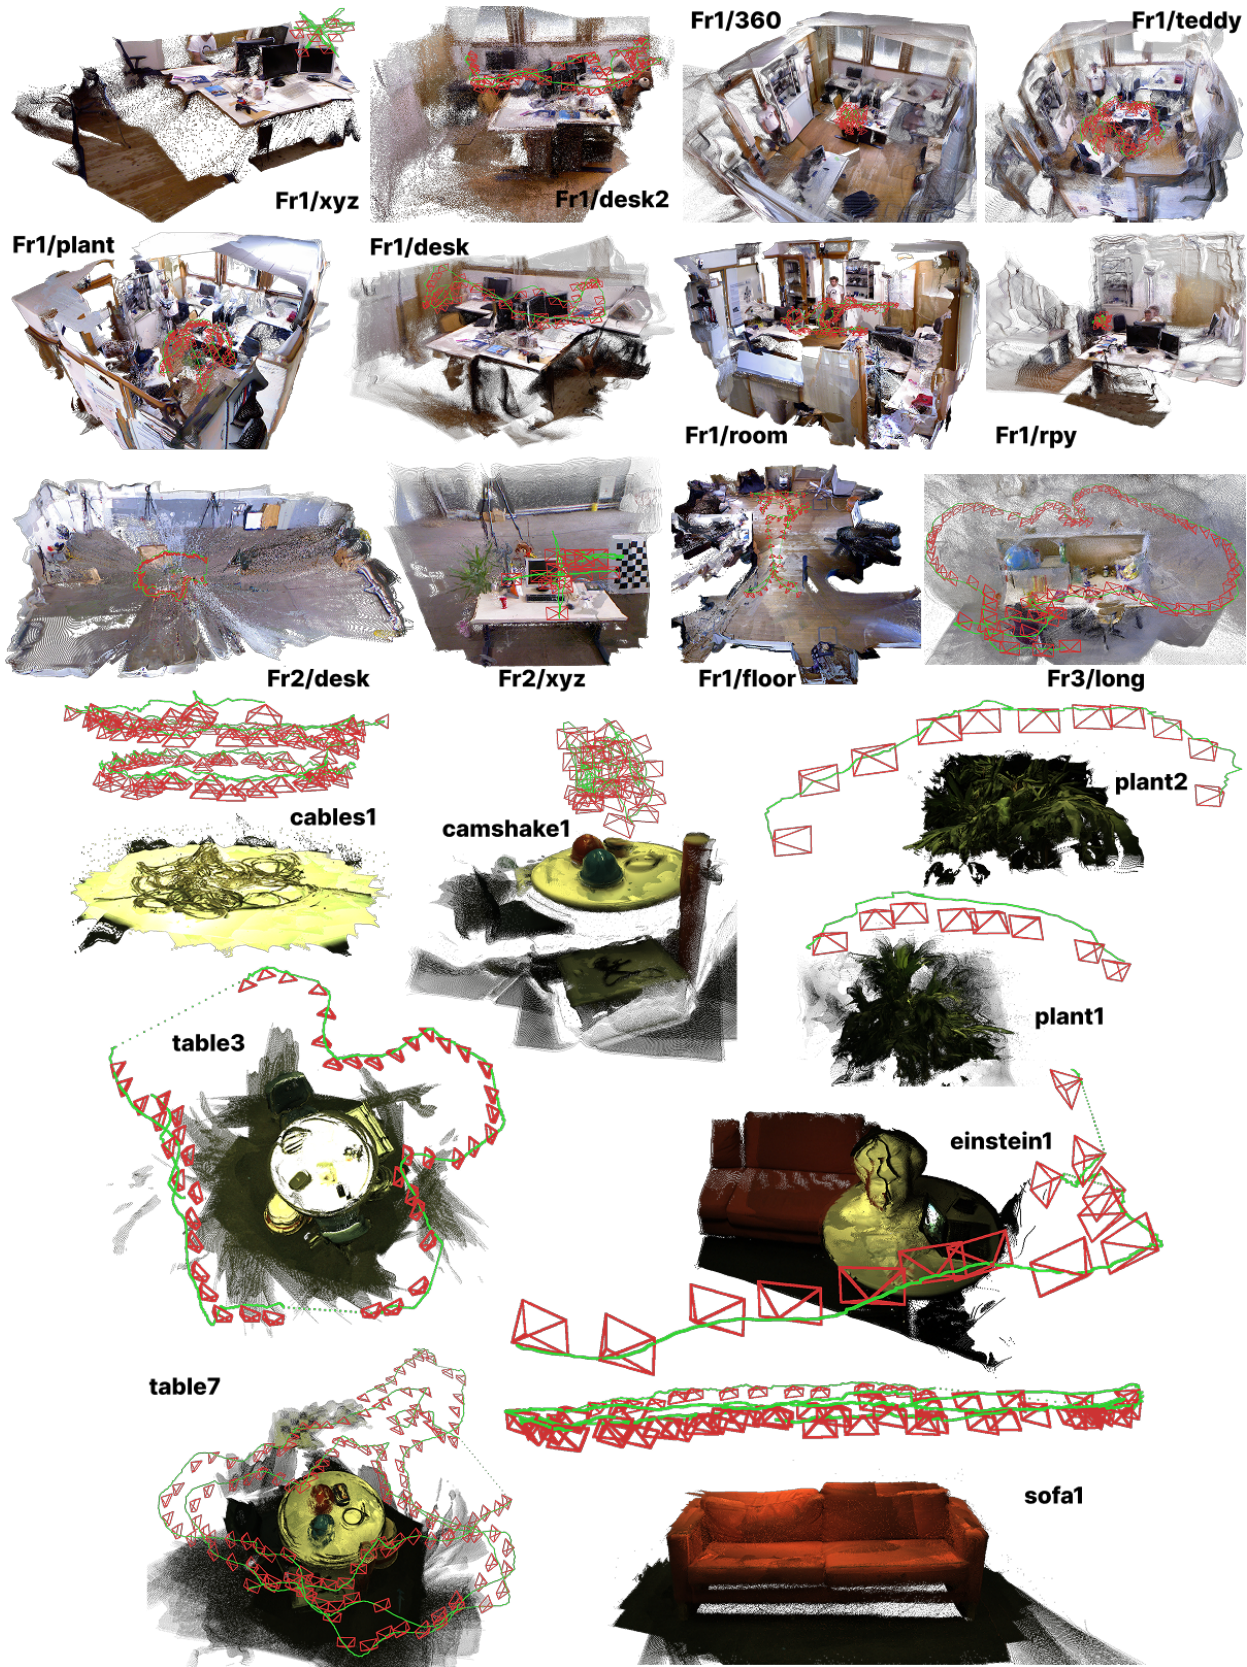 Fr1/360
Fr1/teddy
Fr1/xyz
Fr1/desk2
Fr1/plant
Fr1/desk
Fr1/room
Fr1/rpy
Fr2/desk
Fr2/xyz
Fr1/floor
Fr3/long
plant2
cables1
camshake1
plant1
table3
einstein1
table7
sofa1